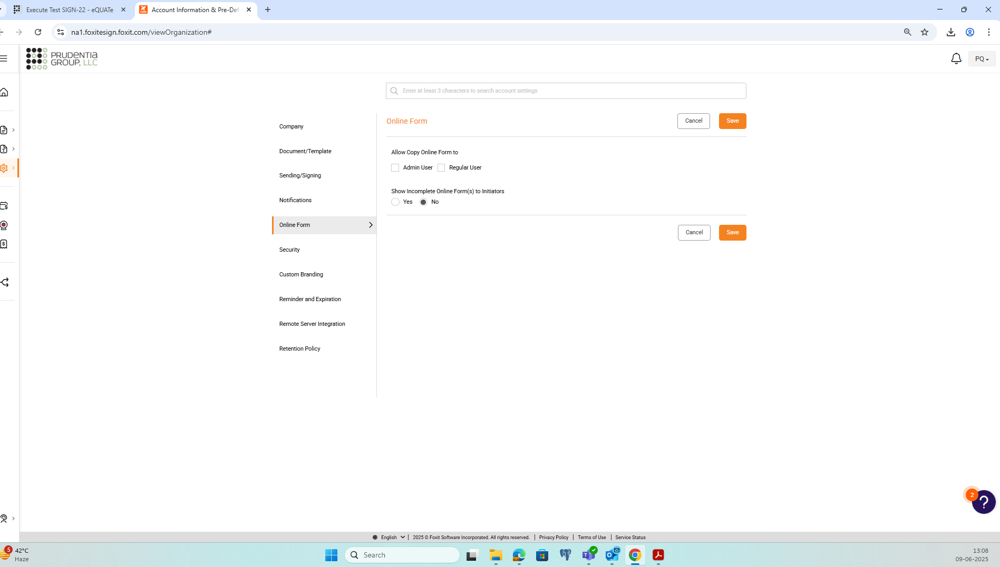 Execute Test SIGN-22 - eQUATe
Account Information & Pre-Def
na1.foxitesign.foxit.com/viewOrganization#
PRUDENTIA
GROUP, LLC
PQ
Enter at least 3 characters to search account settings
Company
Document/Template
Sending/Signing
Notifications
Online Form
Security
Custom Branding
Reminder and Expiration
Remote Server Integration
Retention Policy
Online Form
Cancel
Save
Allow Copy Online Form to
Admin User
Regular User
Show Incomplete Online Form(s) to Initiators
Yes
No
Cancel
Save
2
?
English
2025 © Foxit Software Incorporated. All rights reserved.
Privacy Policy
Terms of Use
Service Status
5
42°C
Haze
Search
13:08
09-06-2025